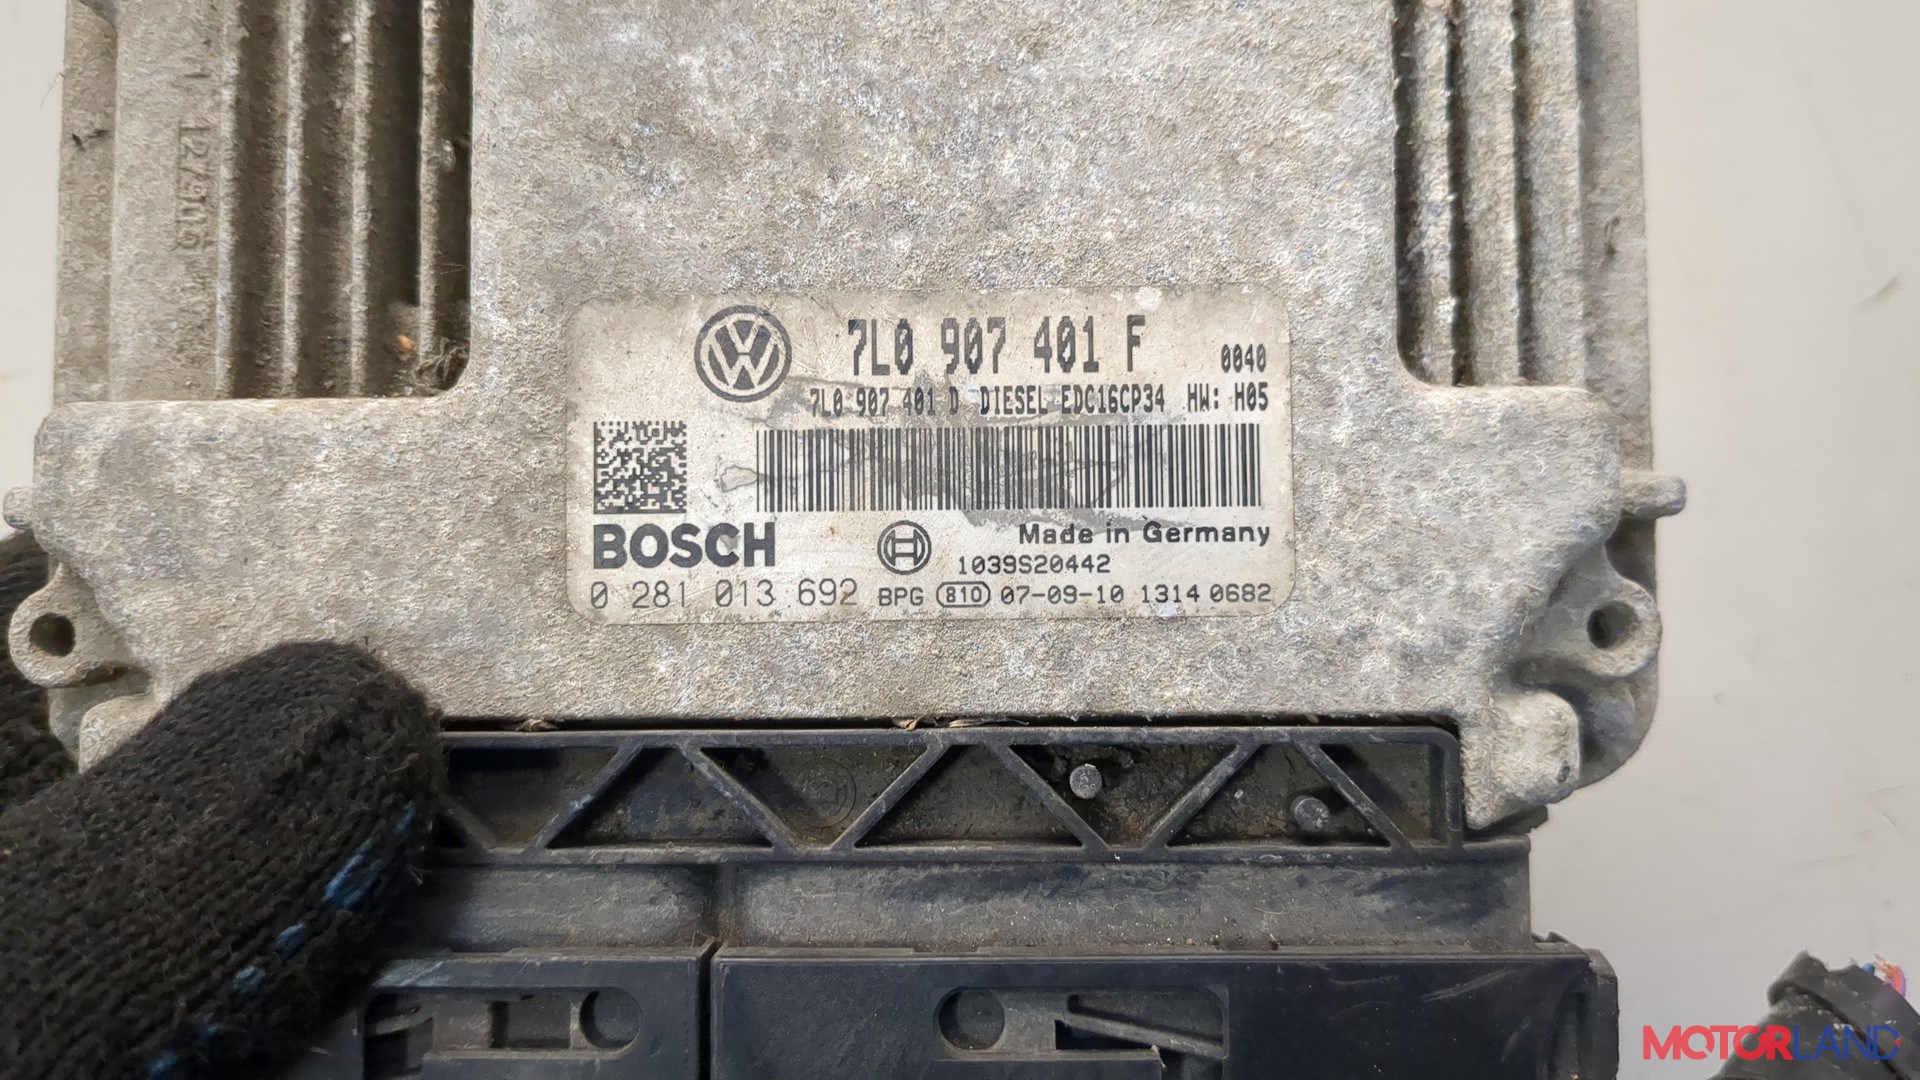 7L0 907 401 F 0040
7L0 907 401 D DIESEL EDC16CP34 HW: H05
BOSCH
Made in Germany
1039S20442
0 281 013 692 BPG 810 07-09-10 1314 0682
MOTORLAND